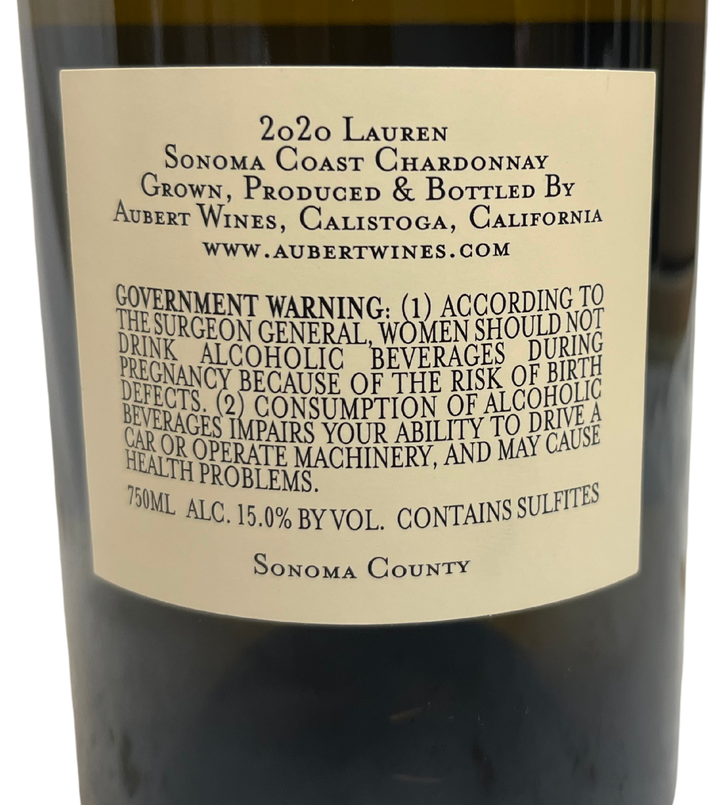 2020 Lauren
Sonoma Coast Chardonnay
Grown, Produced & Bottled By
Aubert Wines, Calistoga, California
www.aubertwines.com
GOVERNMENT WARNING: (1) ACCORDING TO
THE SURGEON GENERAL, WOMEN SHOULD NOT
DRINK ALCOHOLIC BEVERAGES DURING
PREGNANCY BECAUSE OF THE RISK OF BIRTH
DEFECTS. (2) CONSUMPTION OF ALCOHOLIC
BEVERAGES IMPAIRS YOUR ABILITY TO DRIVE A
CAR OR OPERATE MACHINERY, AND MAY CAUSE
HEALTH PROBLEMS.
750ML ALC. 15.0% BY VOL. CONTAINS SULFITES
Sonoma County